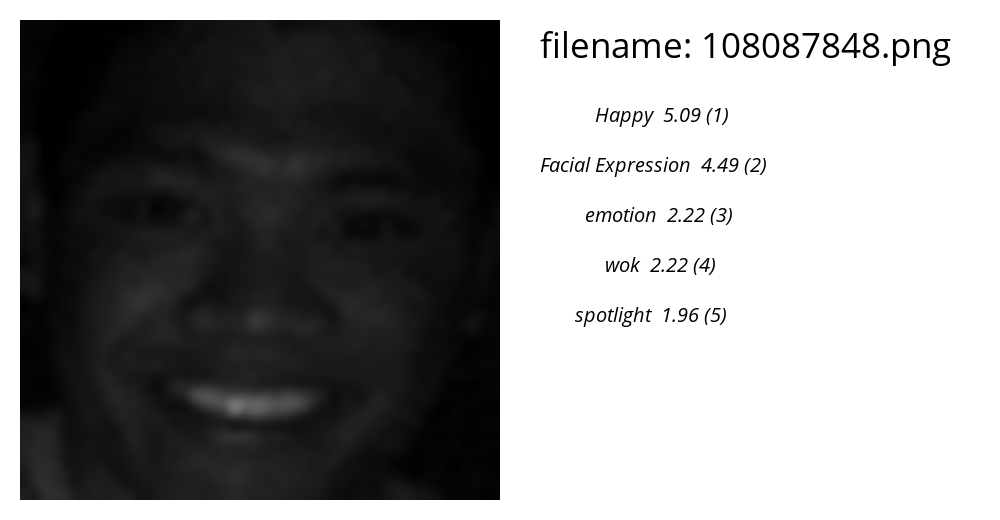 filename: 108087848.png
Happy 5.09 (1)
Facial Expression 4.49 (2)
emotion 2.22 (3)
wok 2.22 (4)
spotlight 1.96 (5)